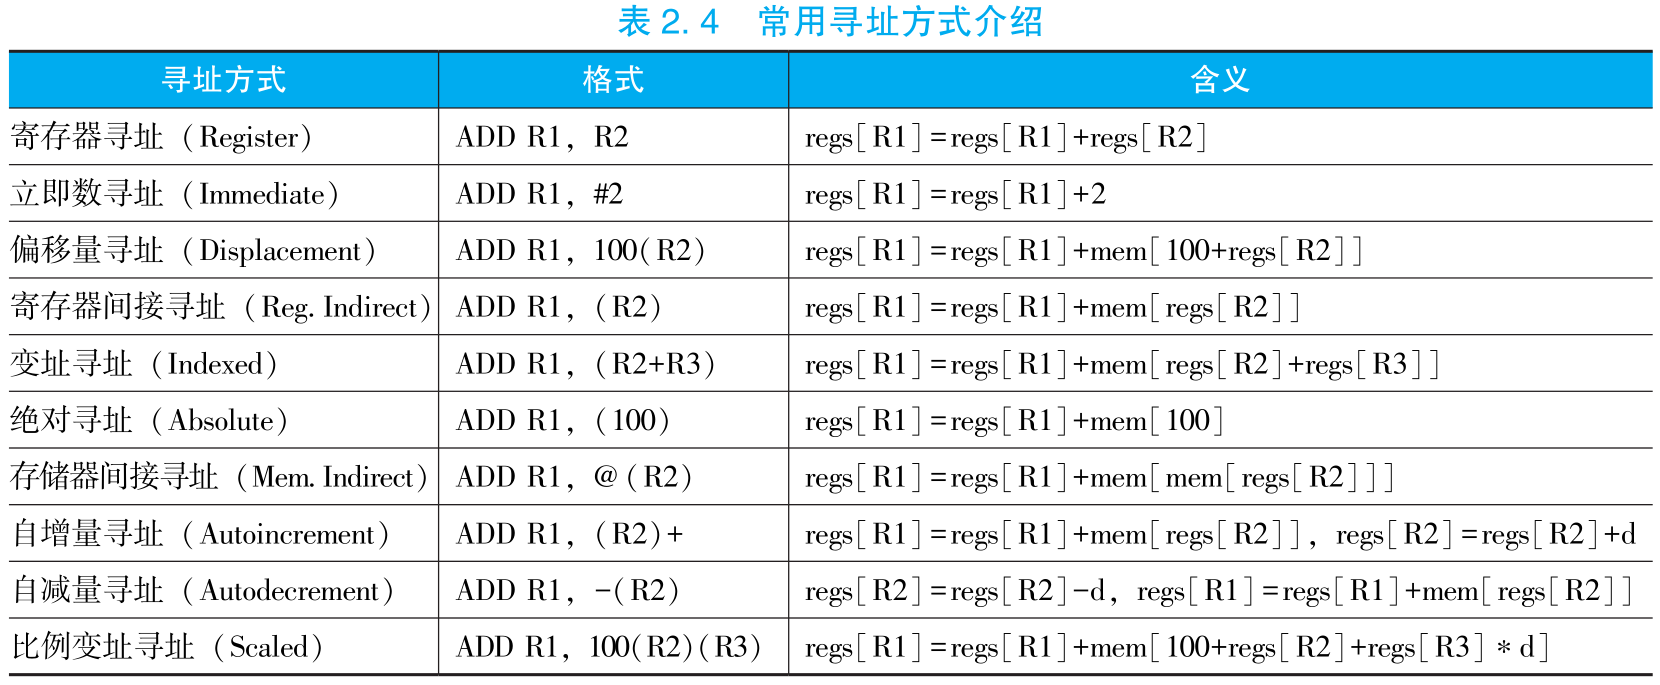 表 2.4 常用寻址方式介绍
寻址方式 格式 含义
寄存器寻址（Register） ADD R1, R2 regs[R1]=regs[R1]+regs[R2]
立即数寻址（Immediate） ADD R1, #2 regs[R1]=regs[R1]+2
偏移量寻址（Displacement） ADD R1, 100(R2) regs[R1]=regs[R1]+mem[100+regs[R2]]
寄存器间接寻址（Reg. Indirect） ADD R1, (R2) regs[R1]=regs[R1]+mem[regs[R2]]
变址寻址（Indexed） ADD R1, (R2+R3) regs[R1]=regs[R1]+mem[regs[R2]+regs[R3]]
绝对寻址（Absolute） ADD R1, (100) regs[R1]=regs[R1]+mem[100]
存储器间接寻址（Mem. Indirect） ADD R1, @(R2) regs[R1]=regs[R1]+mem[mem[regs[R2]]]
自增量寻址（Autoincrement） ADD R1, (R2)+ regs[R1]=regs[R1]+mem[regs[R2]], regs[R2]=regs[R2]+d
自减量寻址（Autodecrement） ADD R1, -(R2) regs[R2]=regs[R2]-d, regs[R1]=regs[R1]+mem[regs[R2]]
比例变址寻址（Scaled） ADD R1, 100(R2)(R3) regs[R1]=regs[R1]+mem[100+regs[R2]+regs[R3]*d]